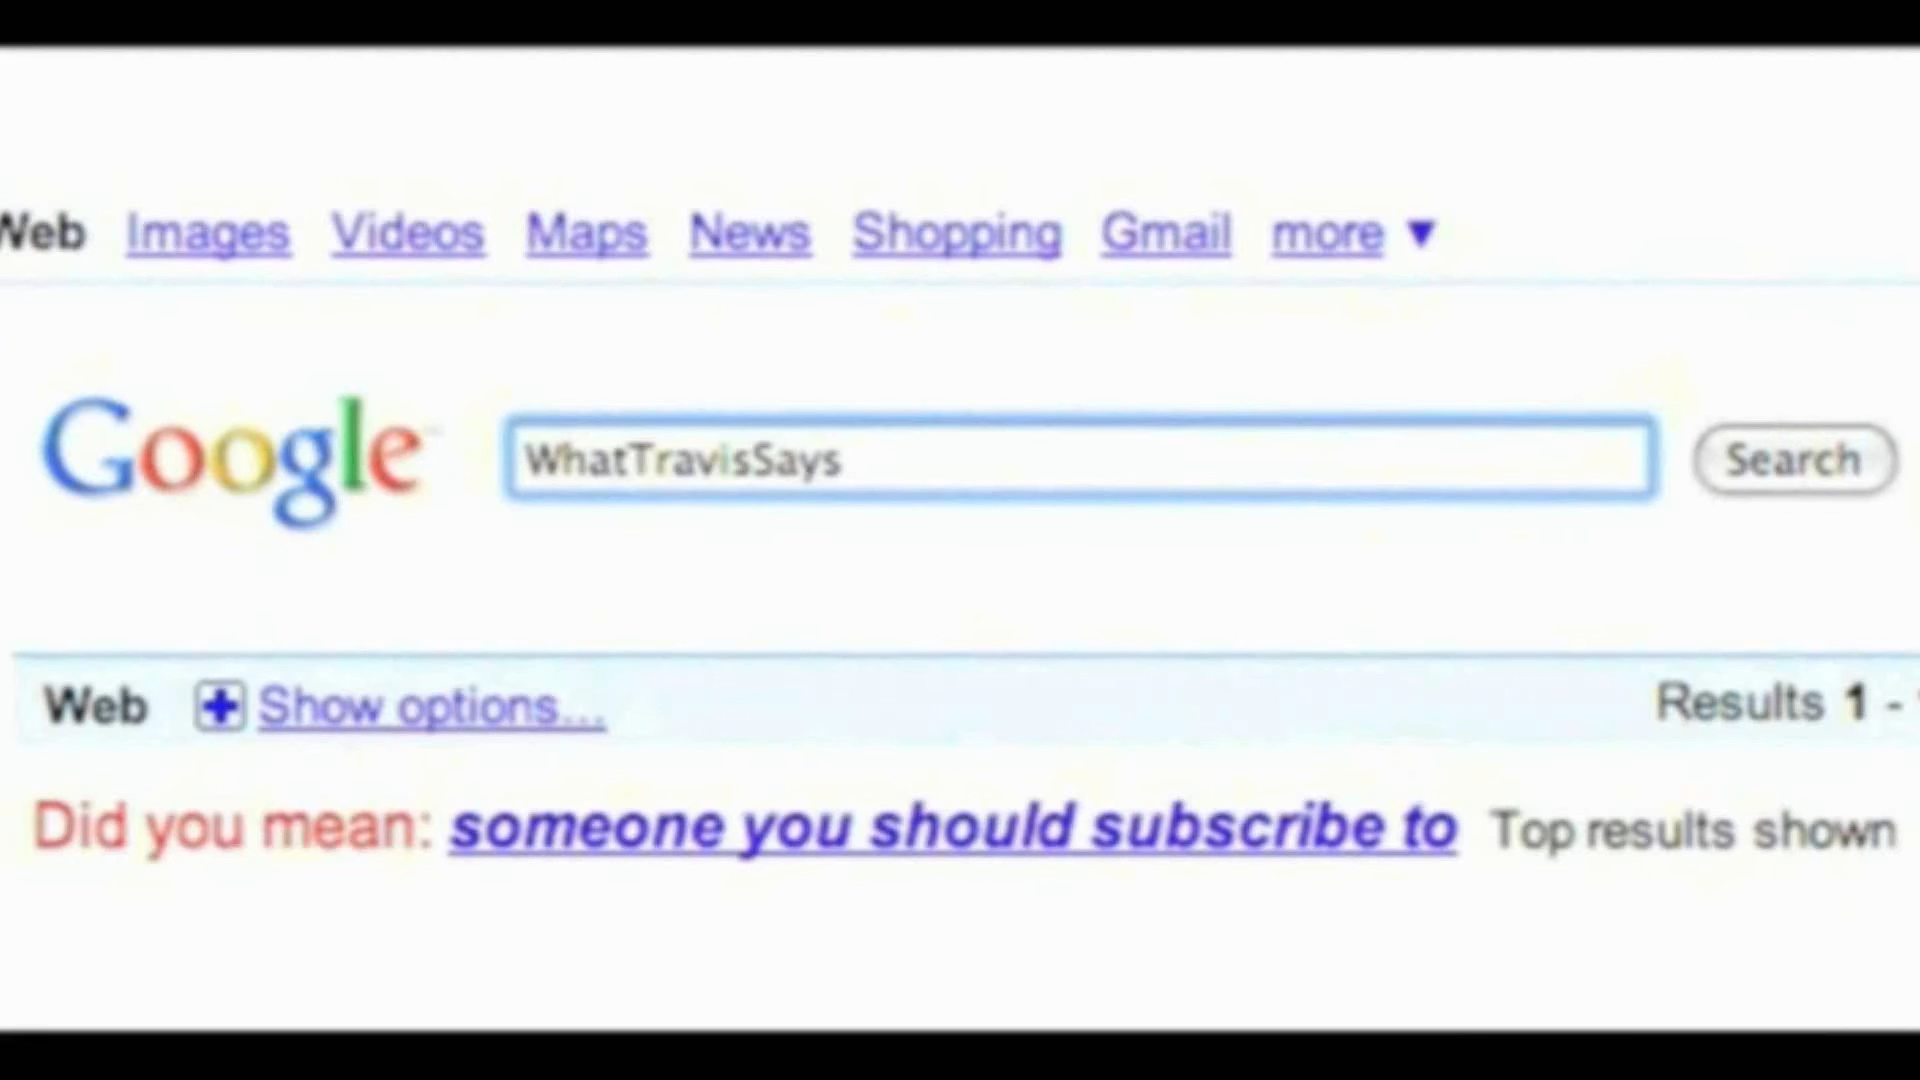 Web Images Videos Maps News Shopping Gmail more ▼
Google WhatTravisSays Search
Web Show options... Results 1 -
Did you mean: someone you should subscribe to Top results shown